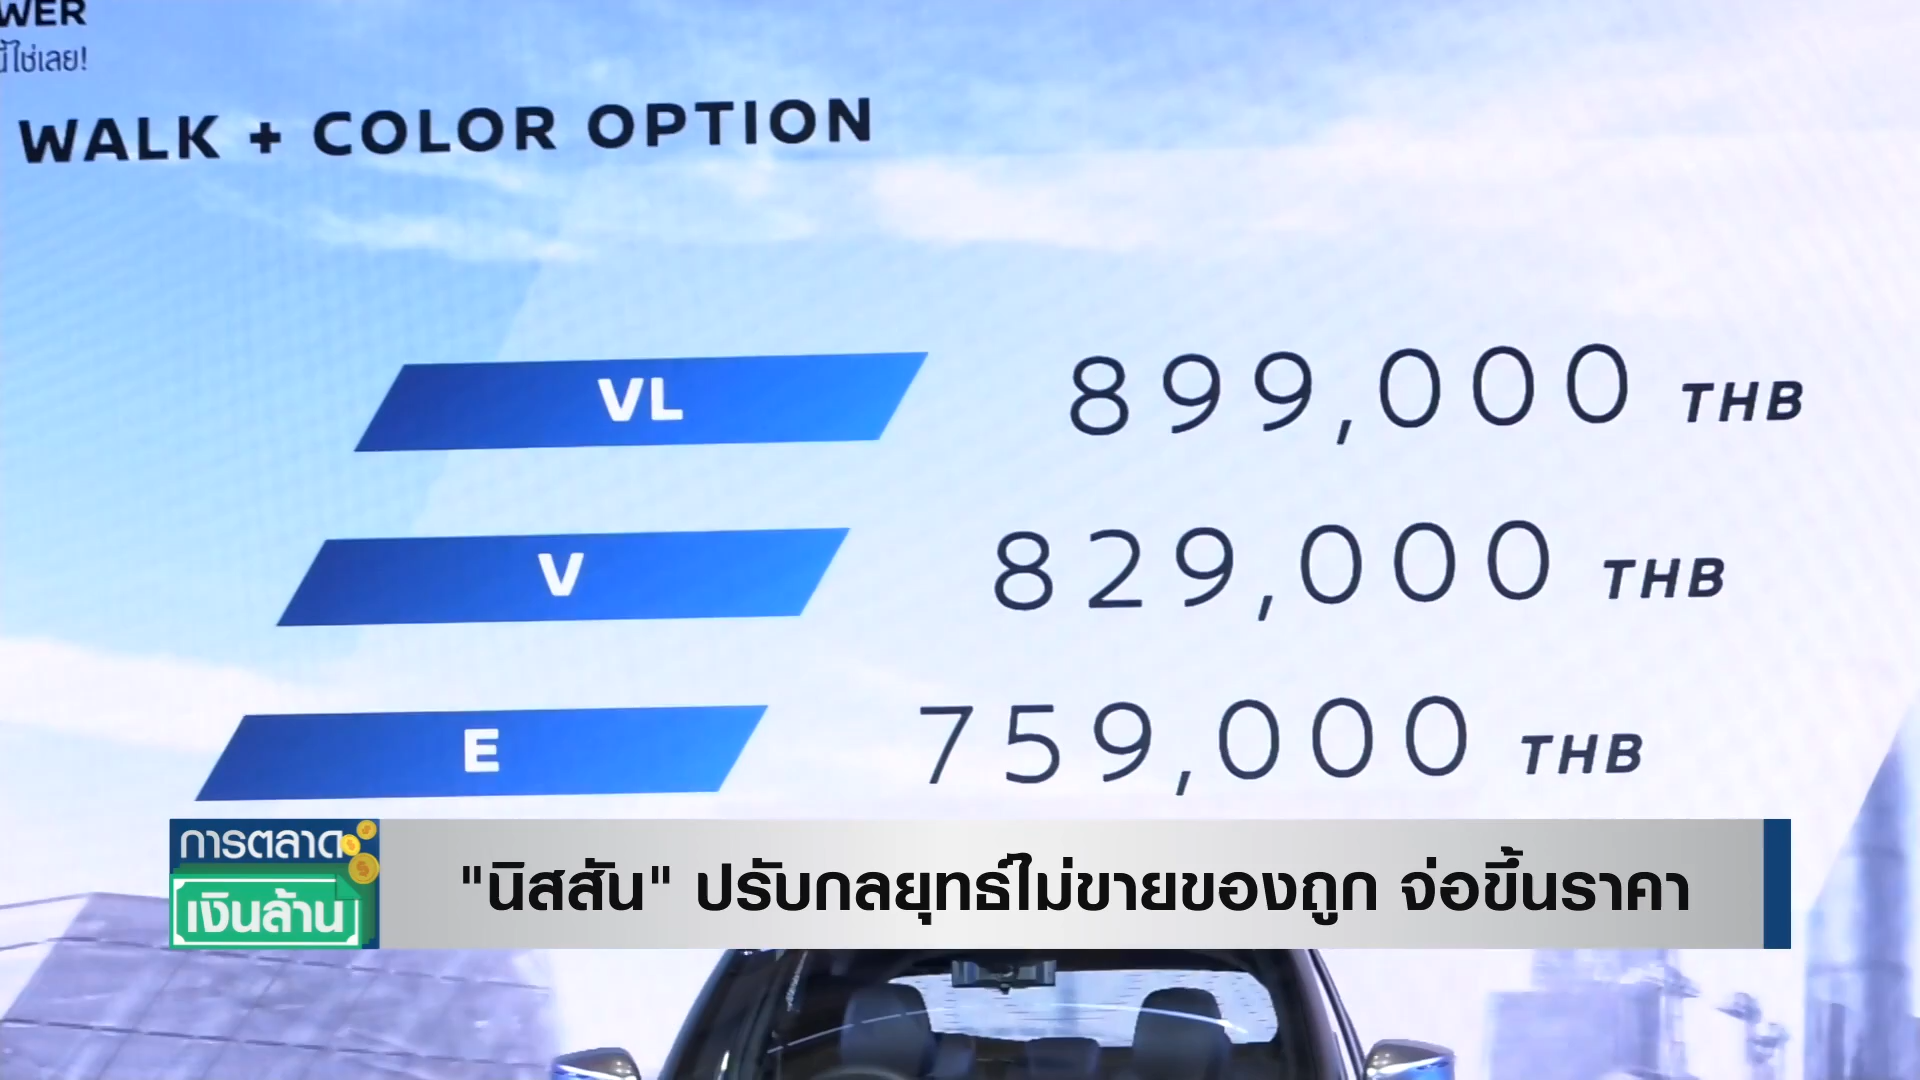 WER
นี้ใช่เลย!
WALK + COLOR OPTION
VL 899,000 THB
V 829,000 THB
E 759,000 THB
การตลาด
เงินล้าน
"นิสสัน" ปรับกลยุทธ์ไม่ขายของถูก จ่อขึ้นราคา